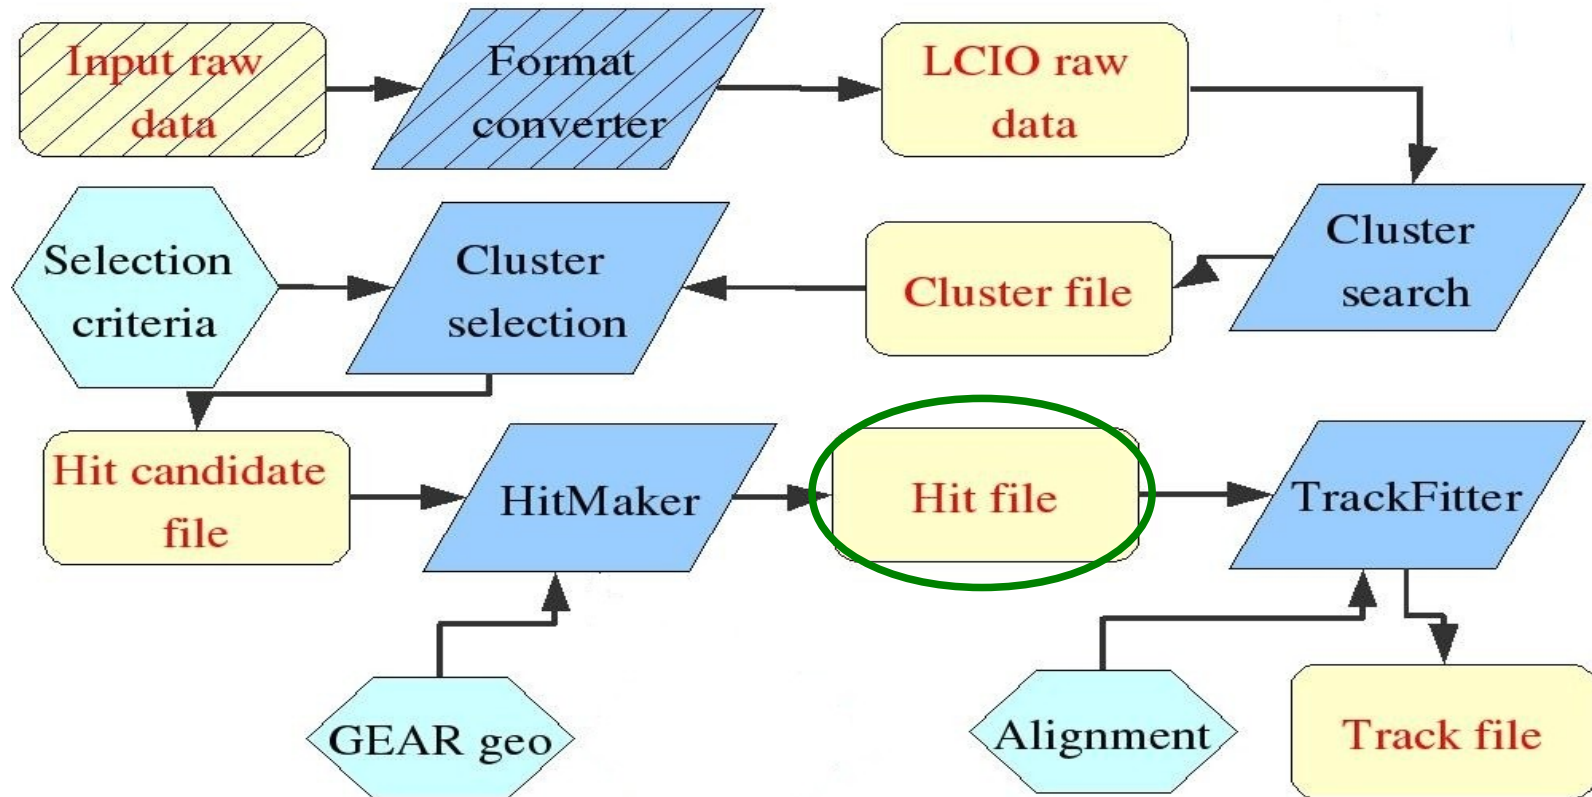 Input raw
data
Format
converter
LCIO raw
data
Selection
criteria
Cluster
selection
Cluster file
Cluster
search
Hit candidate
file
HitMaker
Hit file
TrackFitter
GEAR geo
Alignment
Track file